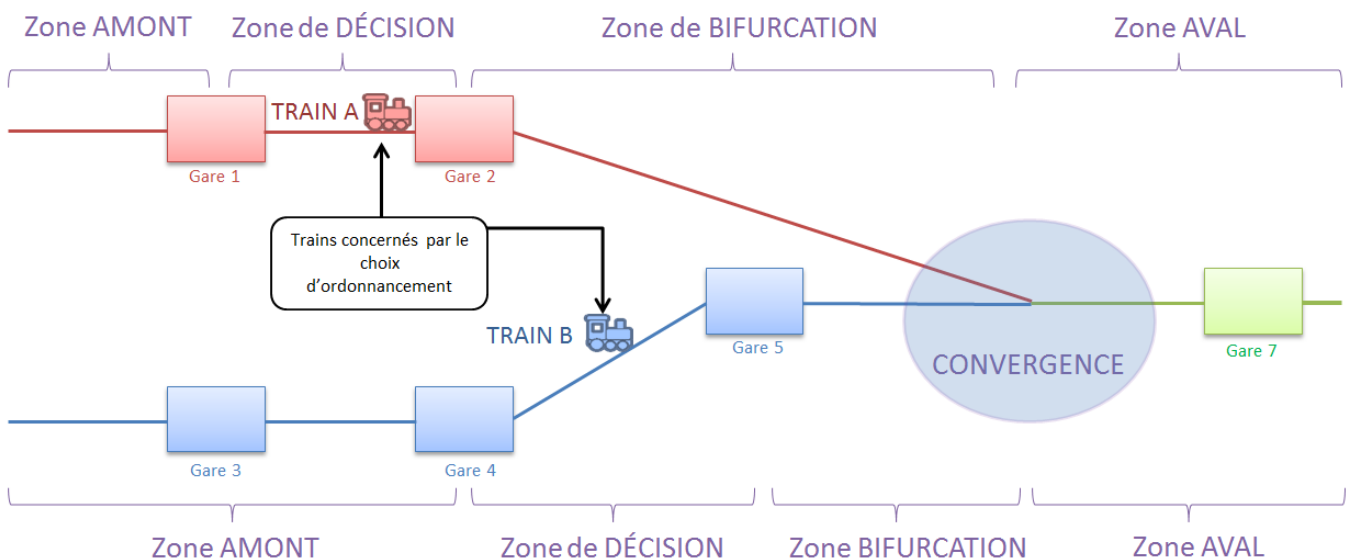 Zone AMONT
Zone de DÉCISION
Zone de BIFURCATION
Zone AVAL
TRAIN A
Gare 1
Gare 2
Trains concernés par le
choix
d'ordonnancement
TRAIN B
Gare 5
CONVERGENCE
Gare 7
Gare 3
Gare 4
Zone AMONT
Zone de DÉCISION
Zone BIFURCATION
Zone AVAL